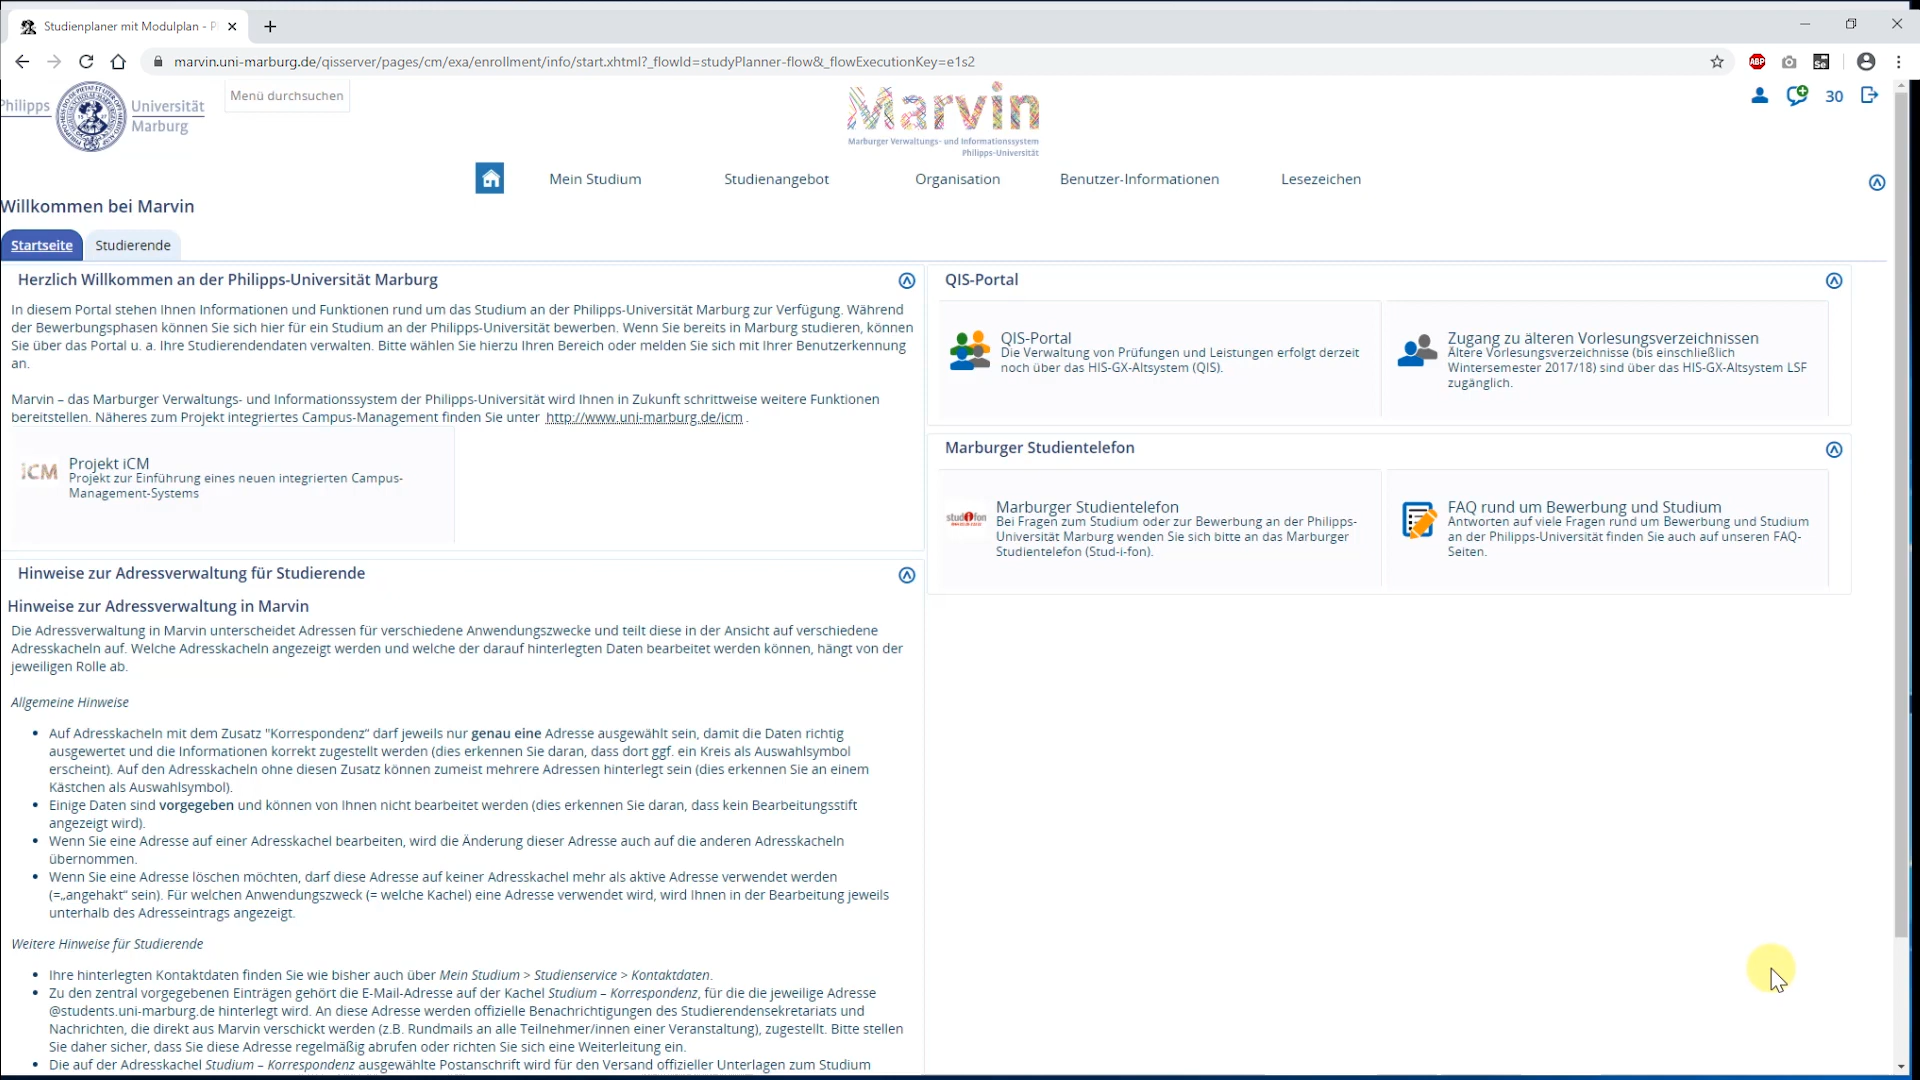 Studienplaner mit Modulplan - P
marvin.uni-marburg.de/qisserver/pages/cm/exa/enrollment/info/start.xhtml?_flowId=studyPlanner-flow&_flowExecutionKey=e1s2
ABP
Se
Philipps Universität
Marburg
Menü durchsuchen
Marvin
Marburger Verwaltungs- und Informationssystem
Philipps-Universität
30
Mein Studium
Studienangebot
Organisation
Benutzer-Informationen
Lesezeichen
Willkommen bei Marvin
Startseite
Studierende
Herzlich Willkommen an der Philipps-Universität Marburg
In diesem Portal stehen Ihnen Informationen und Funktionen rund um das Studium an der Philipps-Universität Marburg zur Verfügung. Während
der Bewerbungsphasen können Sie sich hier für ein Studium an der Philipps-Universität bewerben. Wenn Sie bereits in Marburg studieren, können
Sie über das Portal u. a. Ihre Studierendendaten verwalten. Bitte wählen Sie hierzu Ihren Bereich oder melden Sie sich mit Ihrer Benutzerkennung
an.
Marvin – das Marburger Verwaltungs- und Informationssystem der Philipps-Universität wird Ihnen in Zukunft schrittweise weitere Funktionen
bereitstellen. Näheres zum Projekt integriertes Campus-Management finden Sie unter http://www.uni-marburg.de/icm .
iCM
Projekt iCM
Projekt zur Einführung eines neuen integrierten Campus-
Management-Systems
Hinweise zur Adressverwaltung für Studierende
Hinweise zur Adressverwaltung in Marvin
Die Adressverwaltung in Marvin unterscheidet Adressen für verschiedene Anwendungszwecke und teilt diese in der Ansicht auf verschiedene
Adresskacheln auf. Welche Adresskacheln angezeigt werden und welche der darauf hinterlegten Daten bearbeitet werden können, hängt von der
jeweiligen Rolle ab.
Allgemeine Hinweise
• Auf Adresskacheln mit dem Zusatz "Korrespondenz" darf jeweils nur genau eine Adresse ausgewählt sein, damit die Daten richtig
ausgewertet und die Informationen korrekt zugestellt werden (dies erkennen Sie daran, dass dort ggf. ein Kreis als Auswahlsymbol
erscheint). Auf den Adresskacheln ohne diesen Zusatz können zumeist mehrere Adressen hinterlegt sein (dies erkennen Sie an einem
Kästchen als Auswahlsymbol).
• Einige Daten sind vorgegeben und können von Ihnen nicht bearbeitet werden (dies erkennen Sie daran, dass kein Bearbeitungsstift
angezeigt wird).
• Wenn Sie eine Adresse auf einer Adresskachel bearbeiten, wird die Änderung dieser Adresse auch auf die anderen Adresskacheln
übernommen.
• Wenn Sie eine Adresse löschen möchten, darf diese Adresse auf keiner Adresskachel mehr als aktive Adresse verwendet werden
(=„angehakt“ sein). Für welchen Anwendungszweck (= welche Kachel) eine Adresse verwendet wird, wird Ihnen in der Bearbeitung jeweils
unterhalb des Adresseintrags angezeigt.
Weitere Hinweise für Studierende
• Ihre hinterlegten Kontaktdaten finden Sie wie bisher auch über Mein Studium > Studienservice > Kontaktdaten.
• Zu den zentral vorgegebenen Einträgen gehört die E-Mail-Adresse auf der Kachel Studium – Korrespondenz, für die die jeweilige Adresse
@students.uni-marburg.de hinterlegt wird. An diese Adresse werden offizielle Benachrichtigungen des Studierendensekretariats und
Nachrichten, die direkt aus Marvin verschickt werden (z.B. Rundmails an alle Teilnehmer/innen einer Veranstaltung), zugestellt. Bitte stellen
Sie daher sicher, dass Sie diese Adresse regelmäßig abrufen oder richten Sie sich eine Weiterleitung ein.
• Die auf der Adresskachel Studium – Korrespondenz ausgewählte Postanschrift wird für den Versand offizieller Unterlagen zum Studium
QIS-Portal
QIS-Portal
Die Verwaltung von Prüfungen und Leistungen erfolgt derzeit
noch über das HIS-GX-Altsystem (QIS).
Zugang zu älteren Vorlesungsverzeichnissen
Ältere Vorlesungsverzeichnisse (bis einschließlich
Wintersemester 2017/18) sind über das HIS-GX-Altsystem LSF
zugänglich.
Marburger Studientelefon
studifon
Marburger Studientelefon
Bei Fragen zum Studium oder zur Bewerbung an der Philipps-
Universität Marburg wenden Sie sich bitte an das Marburger
Studientelefon (Stud-i-fon).
FAQ rund um Bewerbung und Studium
Antworten auf viele Fragen rund um Bewerbung und Studium
an der Philipps-Universität finden Sie auch auf unseren FAQ-
Seiten.